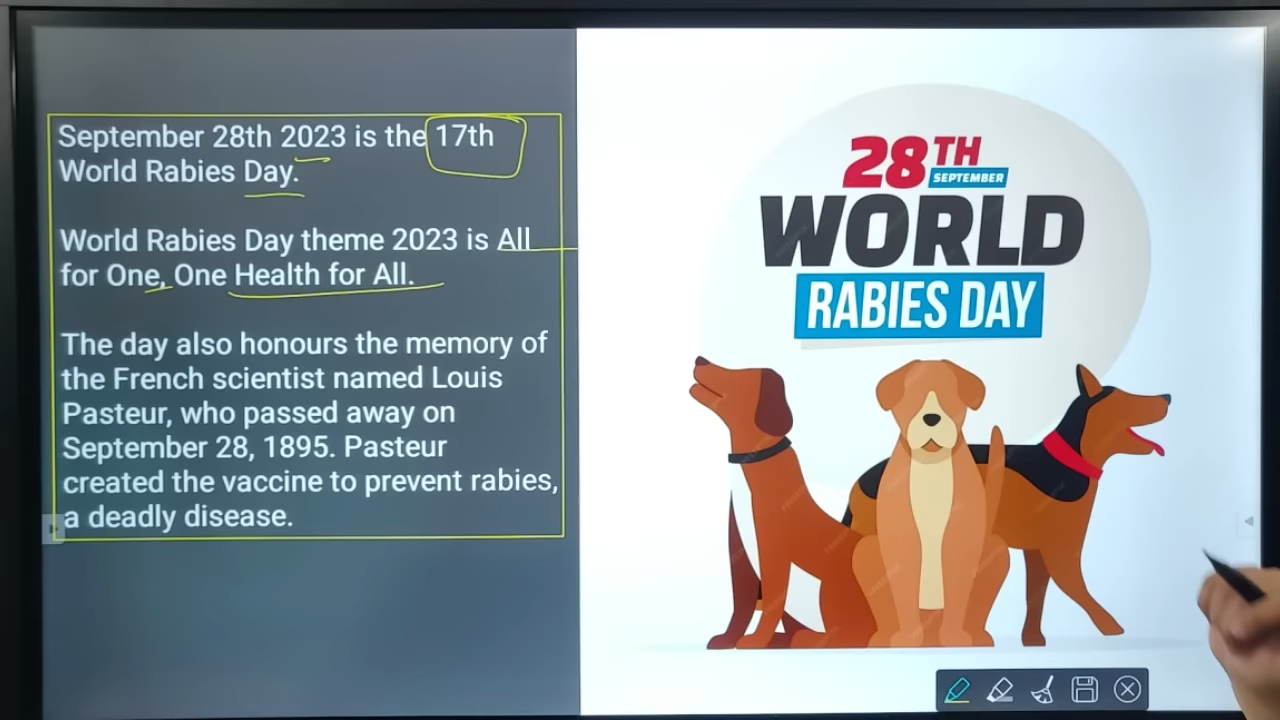 September 28th 2023 is the 17th
World Rabies Day.
World Rabies Day theme 2023 is All
for One, One Health for All.
The day also honours the memory of
the French scientist named Louis
Pasteur, who passed away on
September 28, 1895. Pasteur
created the vaccine to prevent rabies,
a deadly disease.
28TH
SEPTEMBER
WORLD
RABIES DAY